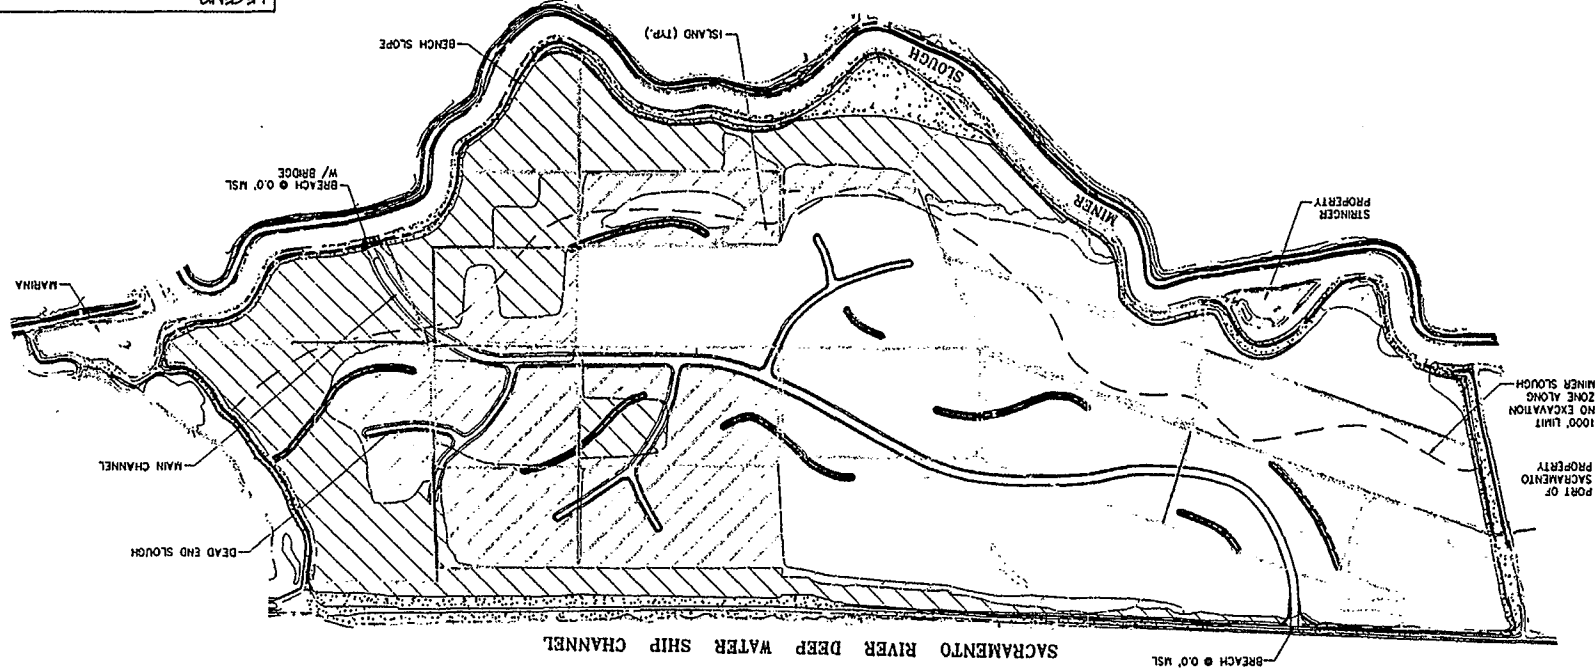 BREACH @ 0.0' MSL
SACRAMENTO RIVER DEEP WATER SHIP CHANNEL
PORT OF
SACRAMENTO
PROPERTY
1000' LIMIT
NO EXCAVATION
ZONE ALONG
MINER SLOUGH
DEAD END SLOUGH
MAIN CHANNEL
MARINA
STRINGER
PROPERTY
MINER
SLOUGH
BREACH @ 0.0' MSL
W/ BRIDGE
ISLAND (TYP.)
BENCH SLOPE
LEGEND